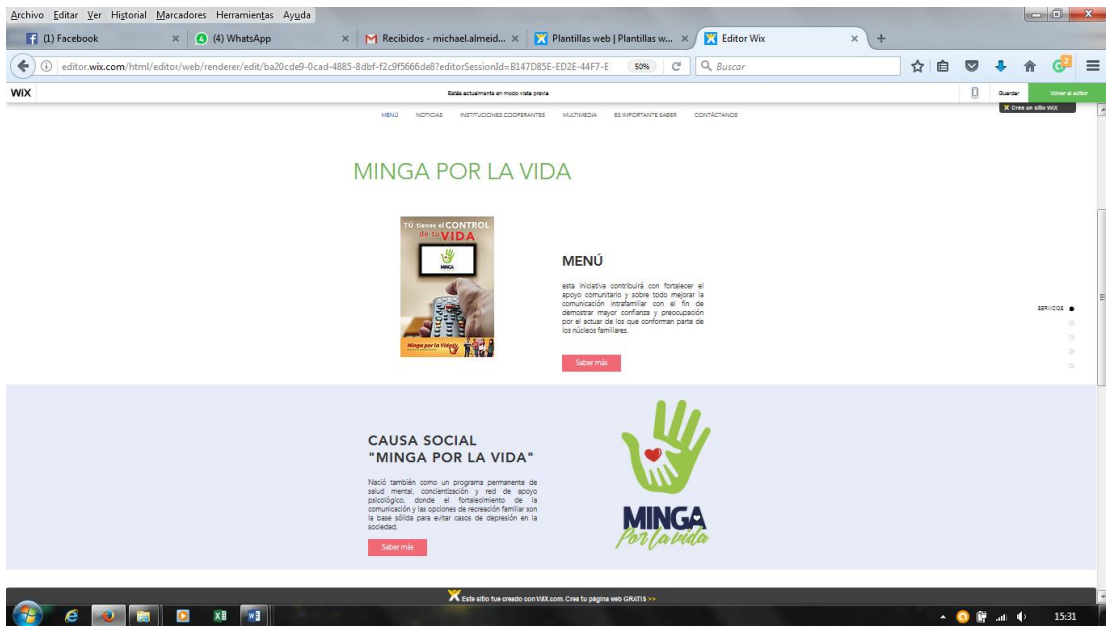 Archivo Editar Ver Historial Marcadores Herramientas Ayuda
(1) Facebook
(4) WhatsApp
Recibidos - michael.almeid...
Plantillas web | Plantillas w...
Editor Wix
editor.wix.com/html/editor/web/renderer/edit/ba20cde9-0cad-4885-8dbf-f2c9f5666de8?editorSessionId=B147D85E-ED2E-44F7-E
50%
Buscar
WiX
Estás actualmente en modo vista previa
Guardar
Volver al editor
Crea un sitio WiX
MENÚ NOTICIAS INSTITUCIONES COOPERANTES MULTIMEDIA ES IMPORTANTE SABER CONTÁCTANOS
MINGA POR LA VIDA
TÚ tienes el CONTROL
de tu VIDA
MINGA
Minga por la Vida
MENÚ
esta iniciativa contribuirá con fortalecer el
apoyo comunitario y sobre todo mejorar la
comunicación intrafamiliar con el fin de
demostrar mayor confianza y preocupación
por el actuar de los que conforman parte de
los núcleos familiares.
Saber más
SERVICIOS
CAUSA SOCIAL
"MINGA POR LA VIDA"
Nació también como un programa permanente de
salud mental, concientización y red de apoyo
psicológico, donde el fortalecimiento de la
comunicación y las opciones de recreación familiar son
la base sólida para evitar casos de depresión en la
sociedad.
Saber más
MINGA
Por la vida
Este sitio fue creado con WIX.com. Crea tu página web GRATIS >>
15:31